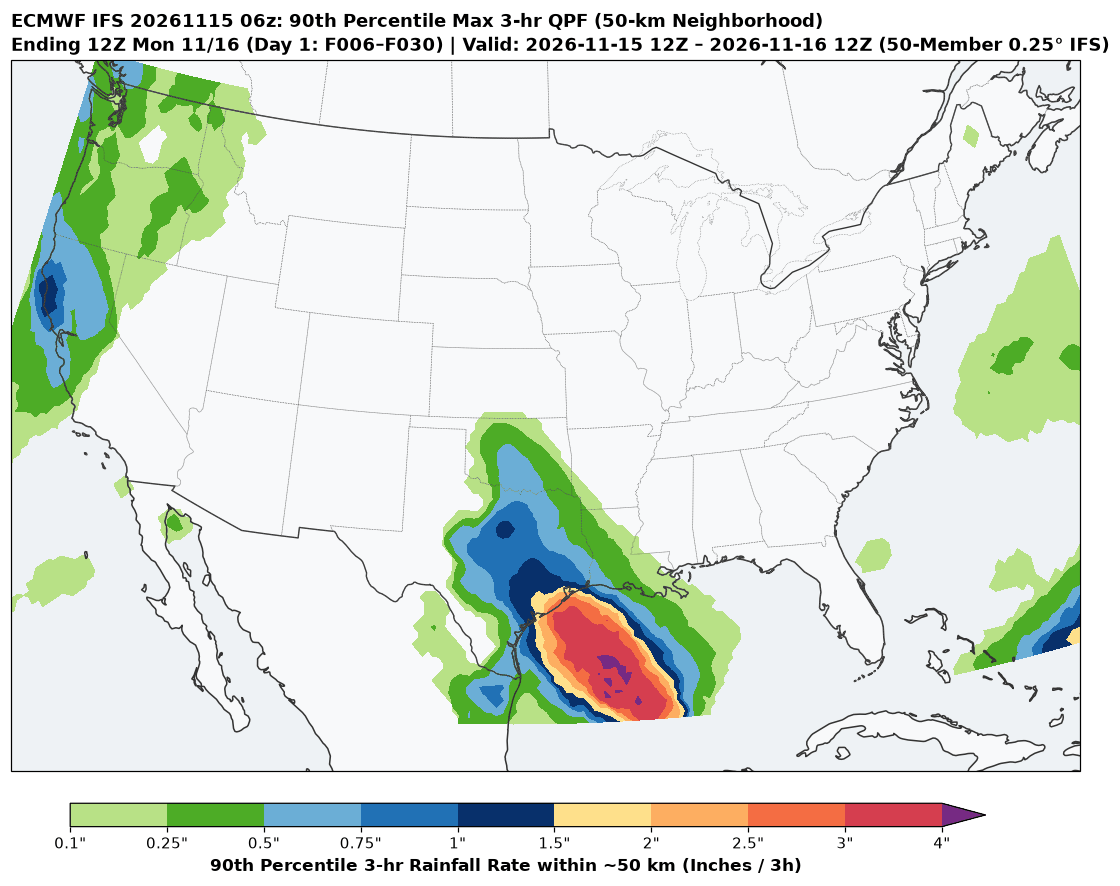 ECMWF IFS 20261115 06z: 90th Percentile Max 3-hr QPF (50-km Neighborhood)
Ending 12Z Mon 11/16 (Day 1: F006–F030) | Valid: 2026-11-15 12Z – 2026-11-16 12Z (50-Member 0.25° IFS)
0.1" 0.25" 0.5" 0.75" 1" 1.5" 2" 2.5" 3" 4"
90th Percentile 3-hr Rainfall Rate within ~50 km (Inches / 3h)